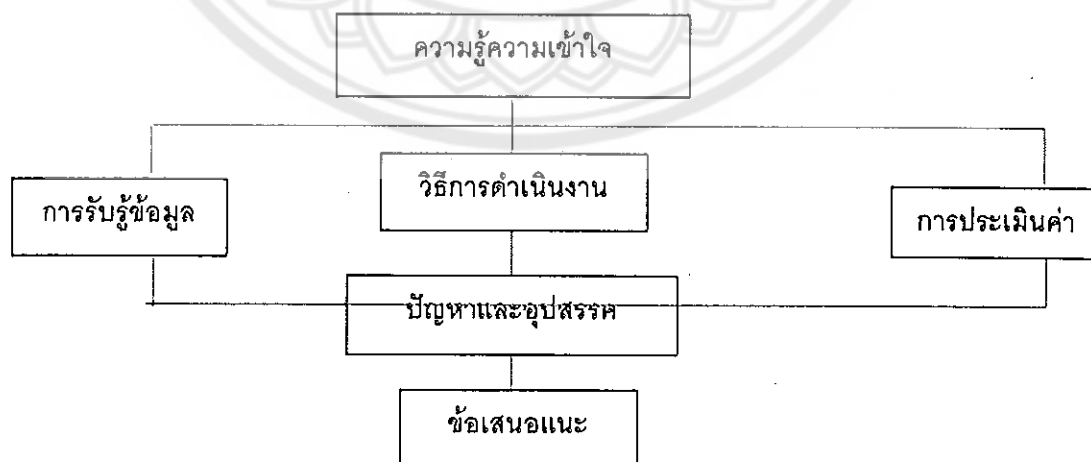 ความรู้ความเข้าใจ
การรับรู้ข้อมูล
วิธีการดำเนินงาน
การประเมินค่า
ปัญหาและอุปสรรค
ข้อเสนอแนะ